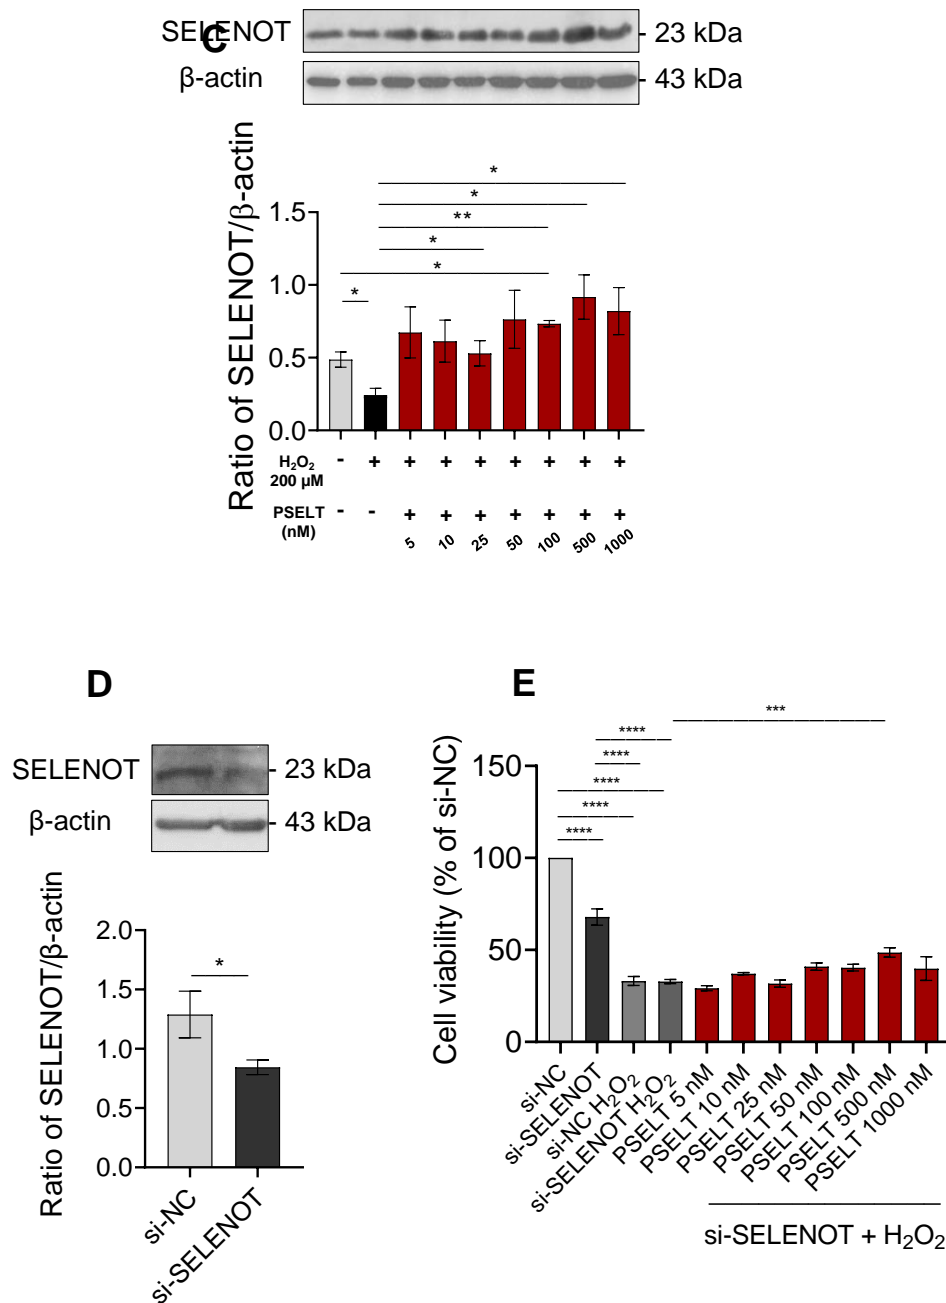 C
SELENOT
- 23 kDa
β-actin
- 43 kDa
Ratio of SELENOT/β-actin
*
*
**
*
*
*
1.5
1.0
0.5
0.0
H₂O₂ 200 µM - + + + + + + + +
PSELT (nM) - - + + + + + + +
5 10 25 50 100 500 1000
D
SELENOT
- 23 kDa
β-actin
- 43 kDa
Ratio of SELENOT/β-actin
2.0
1.5
1.0
0.5
0.0
*
si-NC
si-SELENOT
E
Cell viability (% of si-NC)
***
****
****
****
****
****
150
100
50
0
si-NC
si-SELENOT
si-NC H₂O₂
si-SELENOT H₂O₂
PSELT 5 nM
PSELT 10 nM
PSELT 25 nM
PSELT 50 nM
PSELT 100 nM
PSELT 500 nM
PSELT 1000 nM
si-SELENOT + H₂O₂